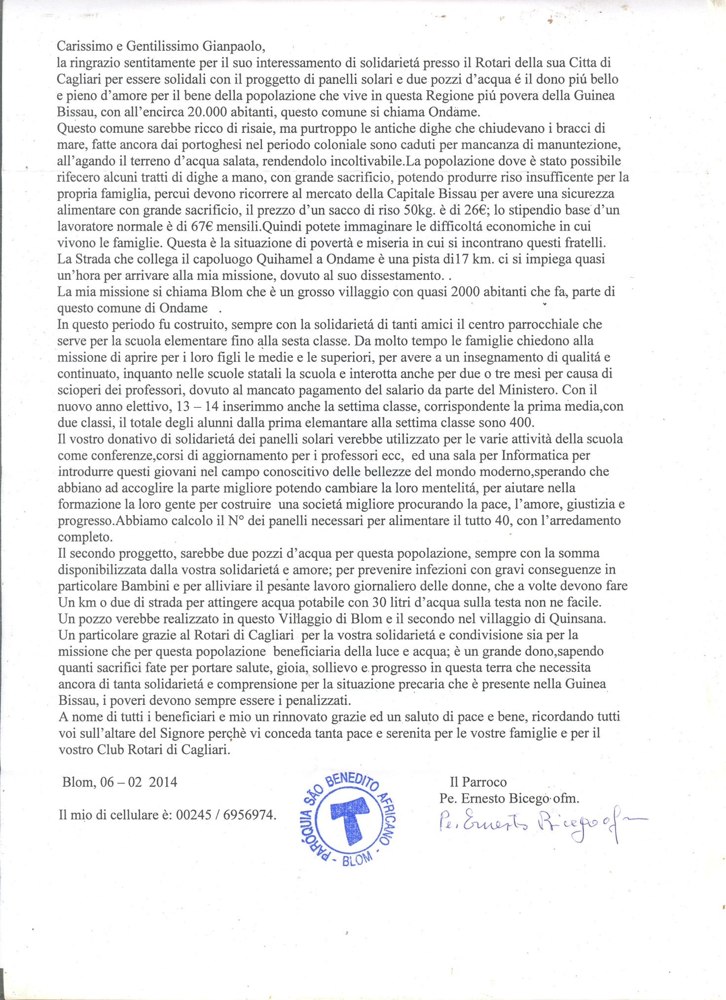 Carissimo e Gentilissimo Gianpaolo,
la ringrazio sentitamente per il suo interessamento di solidarietá presso il Rotari della sua Citta di
Cagliari per essere solidali con il proggetto di panelli solari e due pozzi d'acqua é il dono piú bello
e pieno d'amore per il bene della popolazione che vive in questa Regione piú povera della Guinea
Bissau, con all'encirca 20.000 abitanti, questo comune si chiama Ondame.
Questo comune sarebbe ricco di risaie, ma purtroppo le antiche dighe che chiudevano i bracci di
mare, fatte ancora dai portoghesi nel periodo coloniale sono caduti per mancanza di manuntezione,
all'agando il terreno d'acqua salata, rendendolo incoltivabile.La popolazione dove è stato possibile
rifecero alcuni tratti di dighe a mano, con grande sacrificio, potendo produrre riso insufficente per la
propria famiglia, percui devono ricorrere al mercato della Capitale Bissau per avere una sicurezza
alimentare con grande sacrificio, il prezzo d'un sacco di riso 50kg. è di 26€; lo stipendio base d'un
lavoratore normale è di 67€ mensili.Quindi potete immaginare le difficoltá economiche in cui
vivono le famiglie. Questa è la situazione di povertà e miseria in cui si incontrano questi fratelli.
La Strada che collega il capoluogo Quihamel a Ondame è una pista di17 km. ci si impiega quasi
un'hora per arrivare alla mia missione, dovuto al suo dissestamento. .
La mia missione si chiama Blom che è un grosso villaggio con quasi 2000 abitanti che fa, parte di
questo comune di Ondame .
In questo periodo fu costruito, sempre con la solidarietá di tanti amici il centro parrocchiale che
serve per la scuola elementare fino alla sesta classe. Da molto tempo le famiglie chiedono alla
missione di aprire per i loro figli le medie e le superiori, per avere a un insegnamento di qualitá e
continuato, inquanto nelle scuole statali la scuola e interotta anche per due o tre mesi per causa di
scioperi dei professori, dovuto al mancato pagamento del salario da parte del Ministero. Con il
nuovo anno elettivo, 13 – 14 inserimmo anche la settima classe, corrispondente la prima media,con
due classi, il totale degli alunni dalla prima elemantare alla settima classe sono 400.
Il vostro donativo di solidarietá dei panelli solari verebbe utilizzato per le varie attività della scuola
come conferenze,corsi di aggiornamento per i professori ecc, ed una sala per Informatica per
introdurre questi giovani nel campo conoscitivo delle bellezze del mondo moderno,sperando che
abbiano ad accoglire la parte migliore potendo cambiare la loro mentelitá, per aiutare nella
formazione la loro gente per costruire una societá migliore procurando la pace, l'amore, giustizia e
progresso.Abbiamo calcolo il N° dei panelli necessari per alimentare il tutto 40, con l'arredamento
completo.
Il secondo proggetto, sarebbe due pozzi d'acqua per questa popolazione, sempre con la somma
disponibilizzata dalla vostra solidarietá e amore; per prevenire infezioni con gravi conseguenze in
particolare Bambini e per alliviare il pesante lavoro giornaliero delle donne, che a volte devono fare
Un km o due di strada per attingere acqua potabile con 30 litri d'acqua sulla testa non ne facile.
Un pozzo verebbe realizzato in questo Villaggio di Blom e il secondo nel villaggio di Quinsana.
Un particolare grazie al Rotari di Cagliari per la vostra solidarietá e condivisione sia per la
missione che per questa popolazione beneficiaria della luce e acqua; è un grande dono,sapendo
quanti sacrifici fate per portare salute, gioia, sollievo e progresso in questa terra che necessita
ancora di tanta solidarietá e comprensione per la situazione precaria che è presente nella Guinea
Bissau, i poveri devono sempre essere i penalizzati.
A nome di tutti i beneficiari e mio un rinnovato grazie ed un saluto di pace e bene, ricordando tutti
voi sull'altare del Signore perchè vi conceda tanta pace e serenita per le vostre famiglie e per il
vostro Club Rotari di Cagliari.
Blom, 06 – 02 2014
Il Parroco
Pe. Ernesto Bicego ofm.
Il mio di cellulare è: 00245 / 6956974.
PARÓQUIA SÃO BENEDITO AFRICANO - BLOM -
Pe. Ernesto Bicego ofm